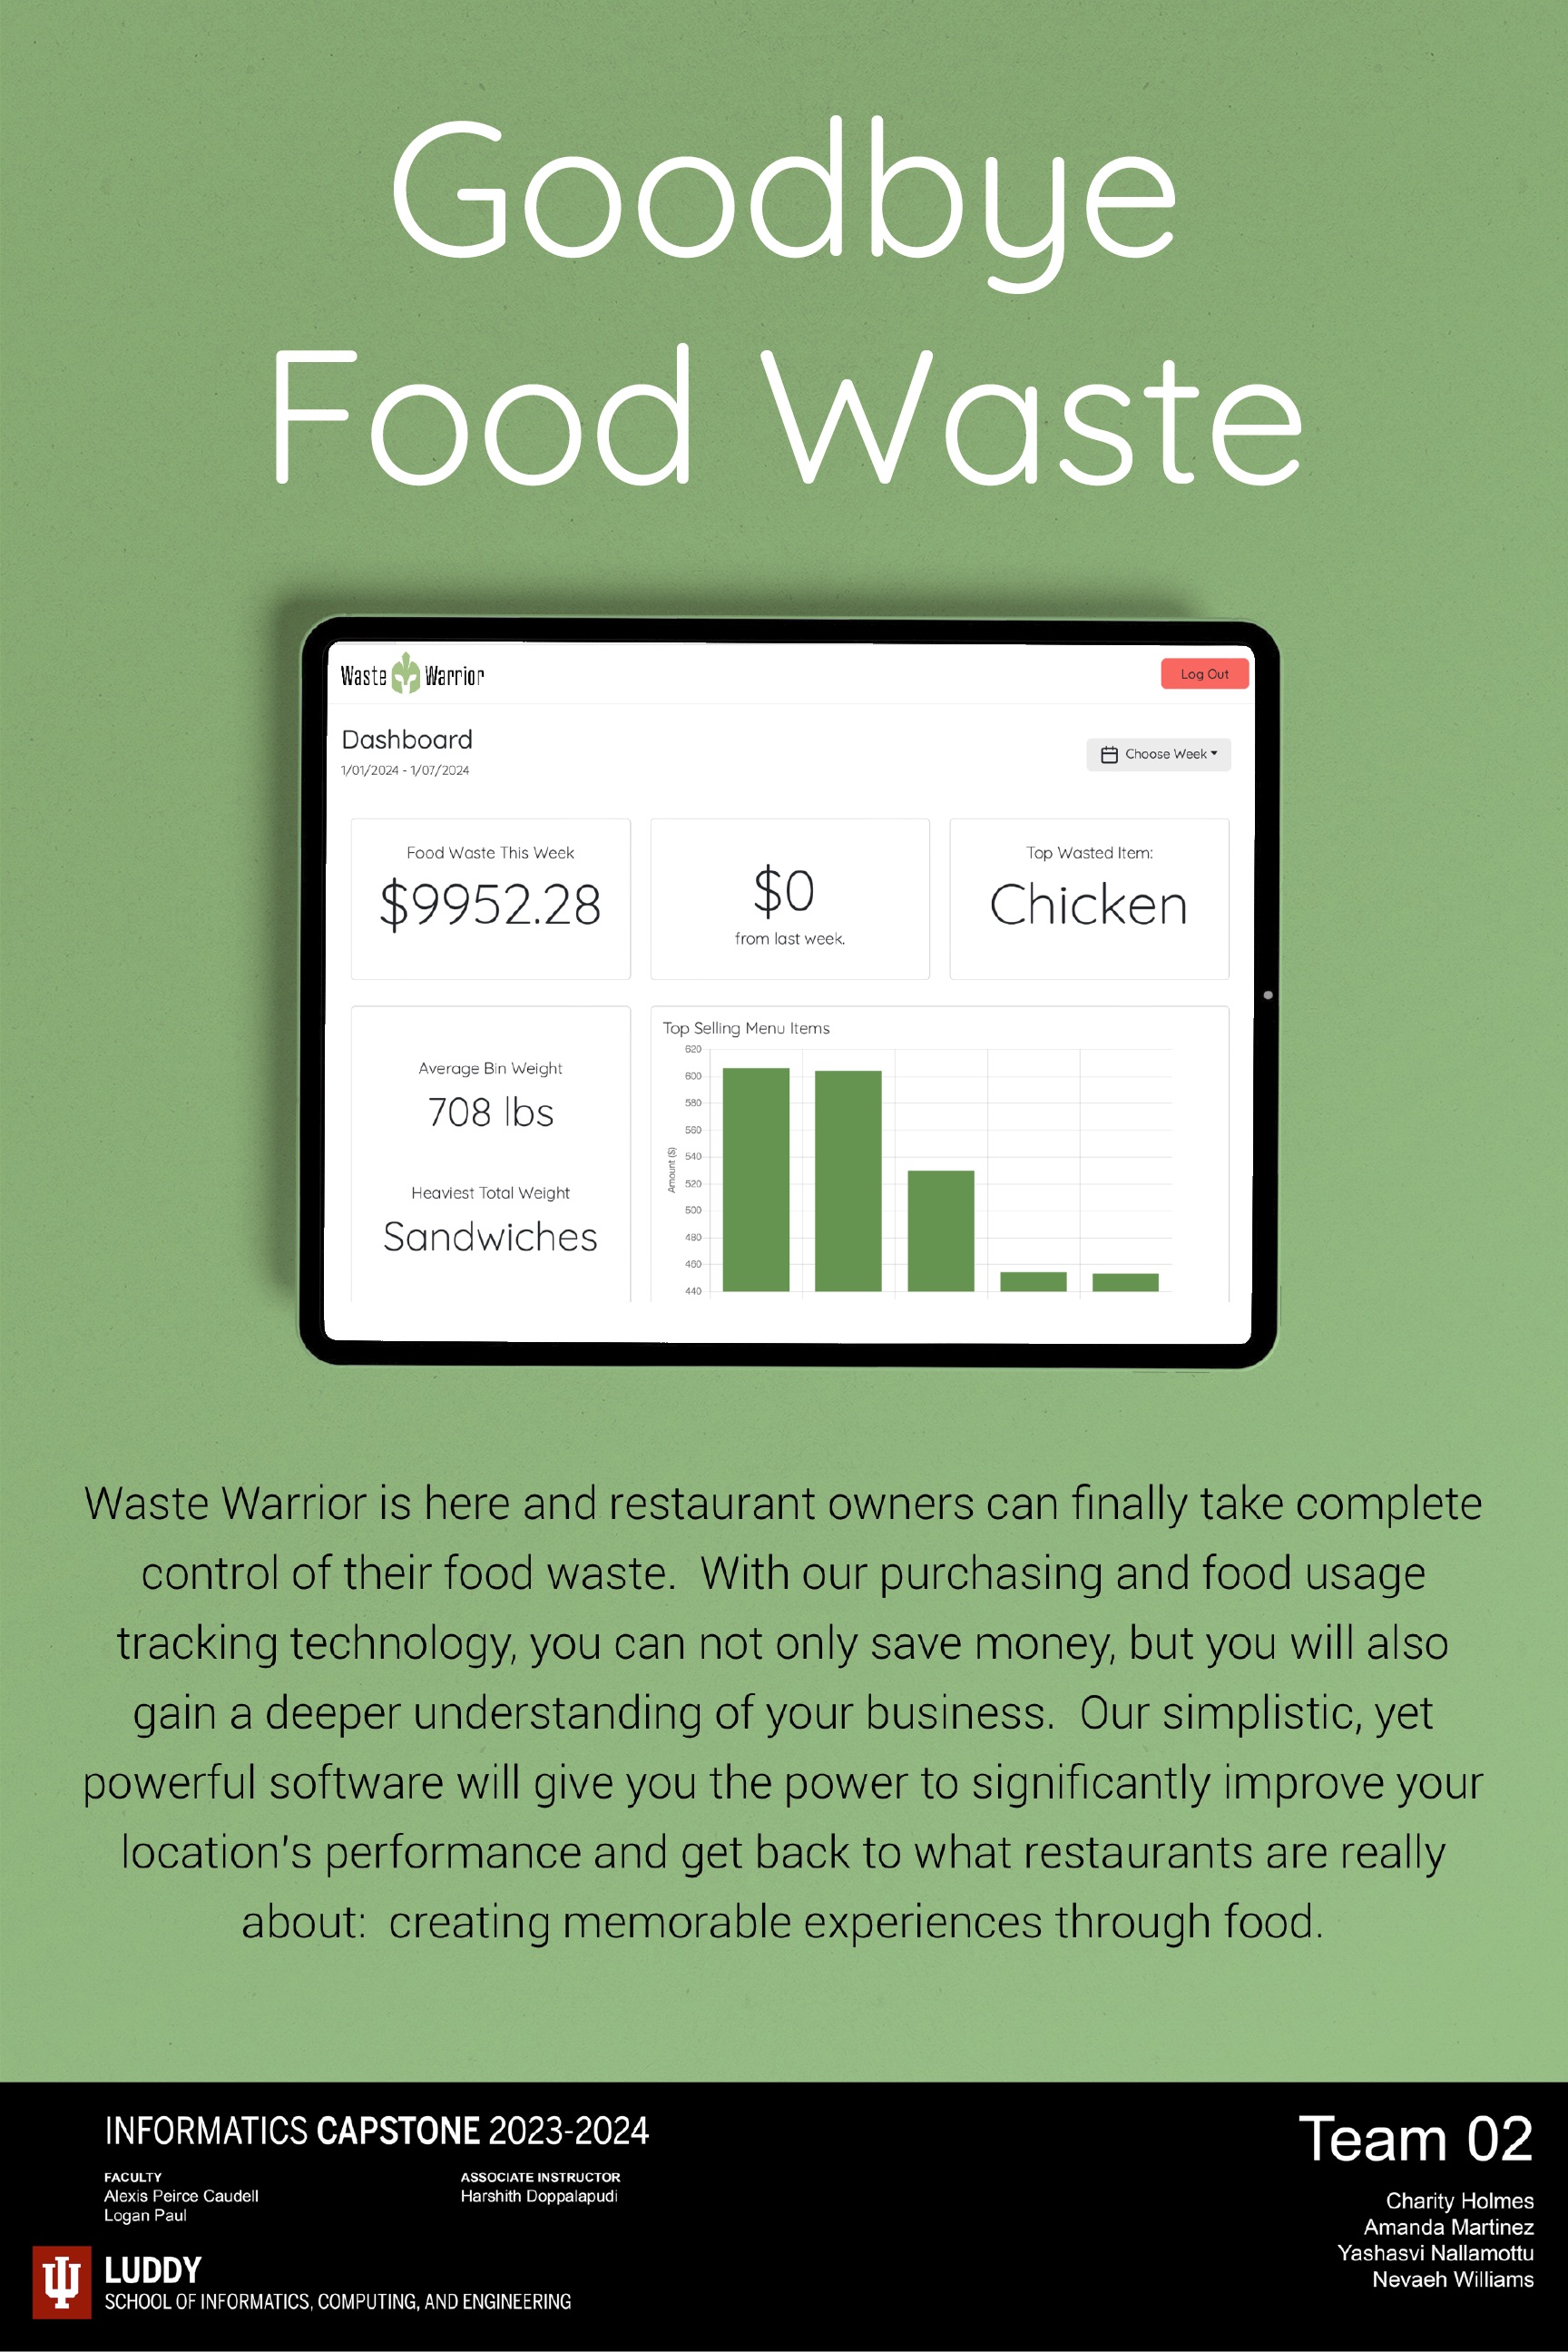 Goodbye
Food Waste
Waste Warrior
Log Out
Dashboard
1/01/2024 - 1/07/2024
Choose Week
Food Waste This Week
$9952.28
$0
from last week.
Top Wasted Item:
Chicken
Average Bin Weight
708 lbs
Heaviest Total Weight
Sandwiches
Top Selling Menu Items
Amount ($)
620
600
580
560
540
520
500
480
460
440
Waste Warrior is here and restaurant owners can finally take complete
control of their food waste.  With our purchasing and food usage
tracking technology, you can not only save money, but you will also
gain a deeper understanding of your business.  Our simplistic, yet
powerful software will give you the power to significantly improve your
location's performance and get back to what restaurants are really
about:  creating memorable experiences through food.
INFORMATICS CAPSTONE 2023-2024
FACULTY
Alexis Peirce Caudell
Logan Paul
ASSOCIATE INSTRUCTOR
Harshith Doppalapudi
LUDDY
SCHOOL OF INFORMATICS, COMPUTING, AND ENGINEERING
Team 02
Charity Holmes
Amanda Martinez
Yashasvi Nallamottu
Nevaeh Williams